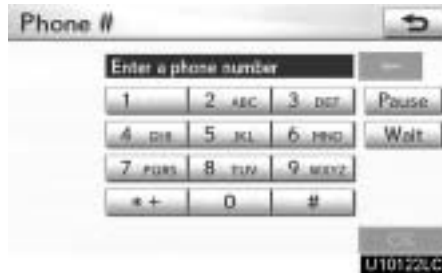 Phone #
Enter a phone number
1 2 ABC 3 DEF Pause
4 GHI 5 JKL 6 MNO Wait
7 PQRS 8 TUV 9 WXYZ
* + 0 #
OK
U10122LC